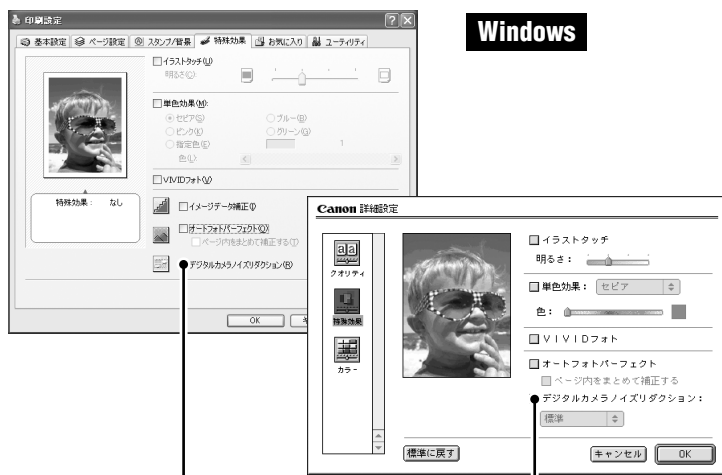 印刷設定
Windows
基本設定 ページ設定 スタンプ/背景 特殊効果 お気に入り ユーティリティ
イラストタッチ(U)
明るさ(C):
単色効果(M):
セピア(S) ブルー(B)
ピンク(K) グリーン(G)
指定色(E) 1
色(L):
VIVIDフォト(V)
特殊効果: なし
イメージデータ補正(I)
オートフォトパーフェクト(O)
ページ内をまとめて補正する(T)
デジタルカメラノイズリダクション(R)
OK
キ
Canon 詳細設定
クオリティ
特殊効果
カラー
イラストタッチ
明るさ:
単色効果: セピア
色:
VIVIDフォト
オートフォトパーフェクト
ページ内をまとめて補正する
デジタルカメラノイズリダクション:
標準
標準に戻す キャンセル OK